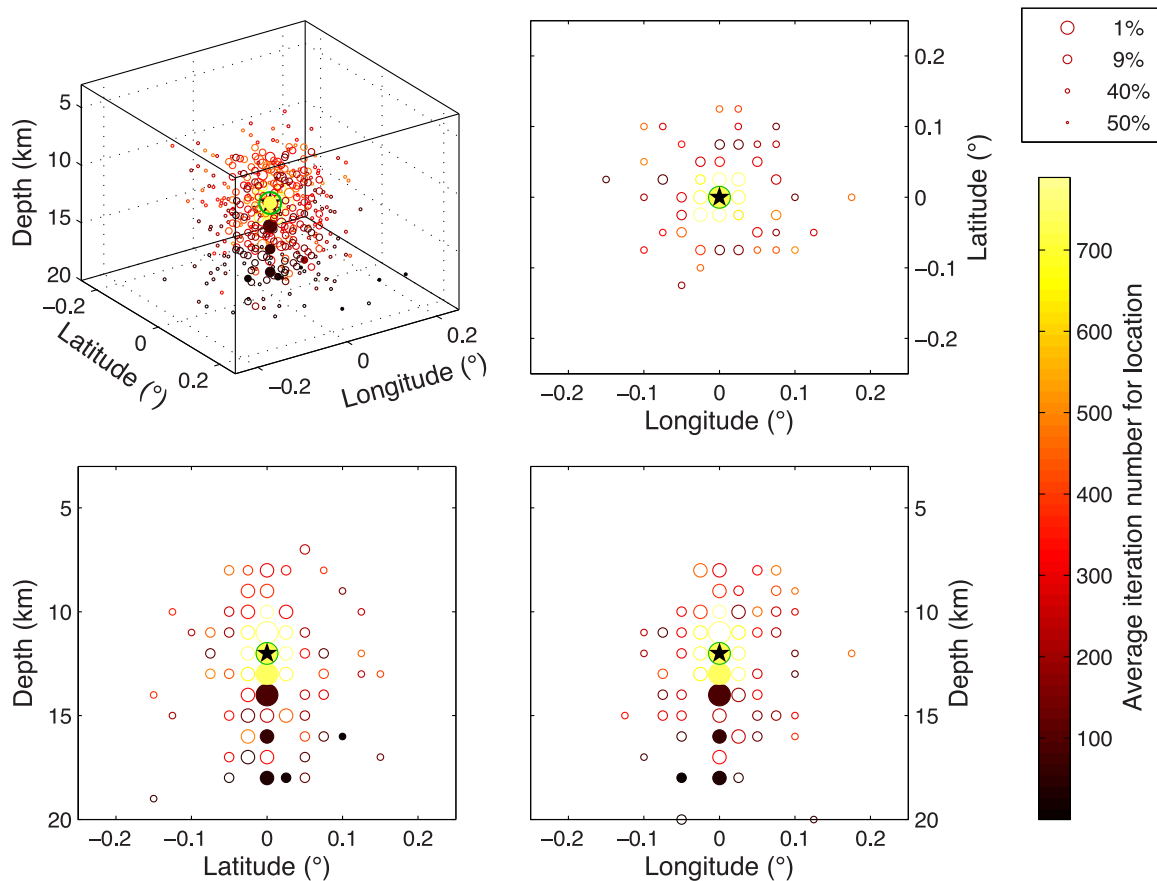 5
10
15
20
Depth (km)
−0.2
0
0.2
Latitude (°)
−0.2
0
0.2
Longitude (°)
0.2
0.1
0
−0.1
−0.2
Latitude (°)
−0.2 −0.1 0 0.1 0.2
Longitude (°)
1%
9%
40%
50%
700
600
500
400
300
200
100
Average iteration number for location
5
10
15
20
Depth (km)
−0.2 −0.1 0 0.1 0.2
Latitude (°)
5
10
15
20
Depth (km)
−0.2 −0.1 0 0.1 0.2
Longitude (°)